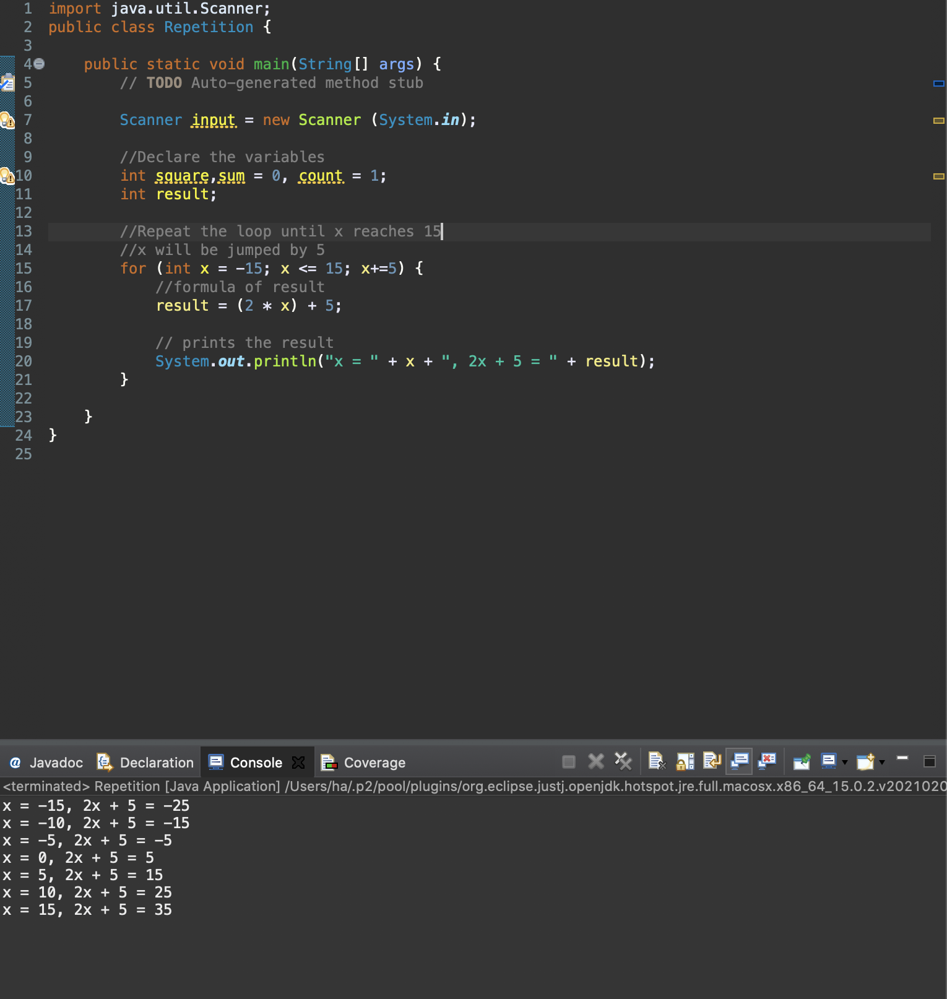 1 import java.util.Scanner;
2 public class Repetition {
3
4 public static void main(String[] args) {
5 // TODO Auto-generated method stub
6
7 Scanner input = new Scanner (System.in);
8
9 //Declare the variables
10 int square,sum = 0, count = 1;
11 int result;
12
13 //Repeat the loop until x reaches 15
14 //x will be jumped by 5
15 for (int x = -15; x <= 15; x+=5) {
16 //formula of result
17 result = (2 * x) + 5;
18
19 // prints the result
20 System.out.println("x = " + x + ", 2x + 5 = " + result);
21 }
22
23 }
24 }
25
@ Javadoc Declaration Console Coverage
<terminated> Repetition [Java Application] /Users/ha/.p2/pool/plugins/org.eclipse.justj.openjdk.hotspot.jre.full.macosx.x86_64_15.0.2.v2021020
x = -15, 2x + 5 = -25
x = -10, 2x + 5 = -15
x = -5, 2x + 5 = -5
x = 0, 2x + 5 = 5
x = 5, 2x + 5 = 15
x = 10, 2x + 5 = 25
x = 15, 2x + 5 = 35